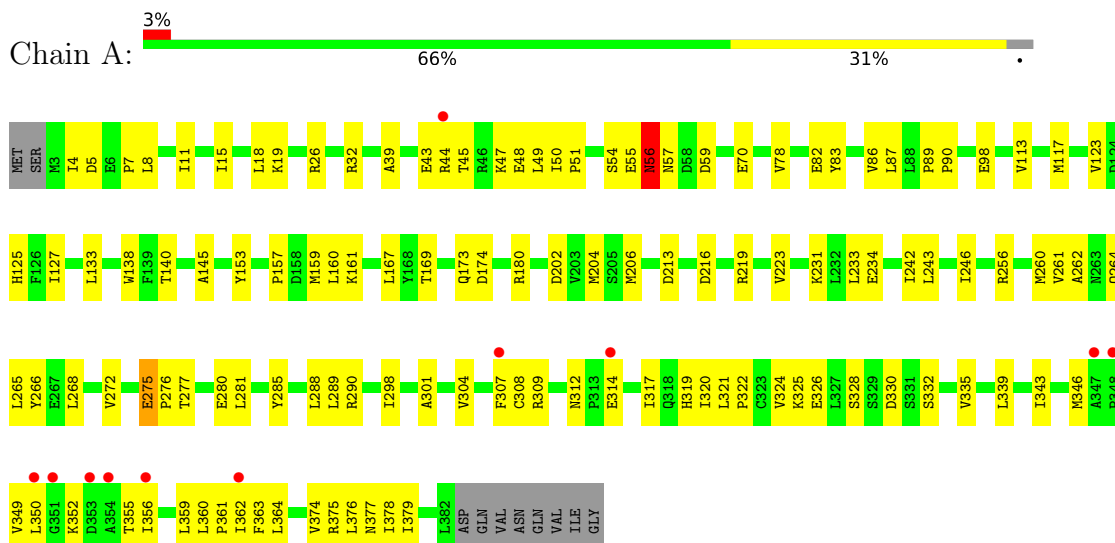 3%
Chain A:
66% 31% •
MET SER M3 I4 D5 E6 P7 L8 I11 I15 L18 K19 R26 R32 A39 E43 R44 T45 R46 K47 E48 L49 I50 P51 S54 E55 N56 N57 D58 D59 E70 V78 E82 Y83 V86 L87 L88 P89 P90 E98 V113 M117 V123 D124
H125 F126 I127 L133 W138 F139 T140 A145 Y153 P157 D158 M159 L160 K161 L167 Y168 T169 Q173 D174 R180 D202 V203 M204 S205 M206 D213 D216 R219 V223 K231 L232 L233 E234 I242 L243 I246 R256 M260 V261 A262 N263 Q264
L265 Y266 E267 L268 V272 E275 P276 T277 E280 L281 Y285 L288 L289 R290 I298 A301 V304 F307 C308 R309 N312 P313 E314 I317 Q318 H319 I320 L321 P322 C323 V324 K325 E326 L327 S328 S329 D330 S331 S332 V335 L339 I343 M346 A347 P348
V349 L350 G351 K352 D353 A354 T355 I356 L359 L360 P361 I362 F363 L364 V374 R375 L376 N377 I378 I379 L382 ASP GLN VAL ASN GLN VAL ILE GLY